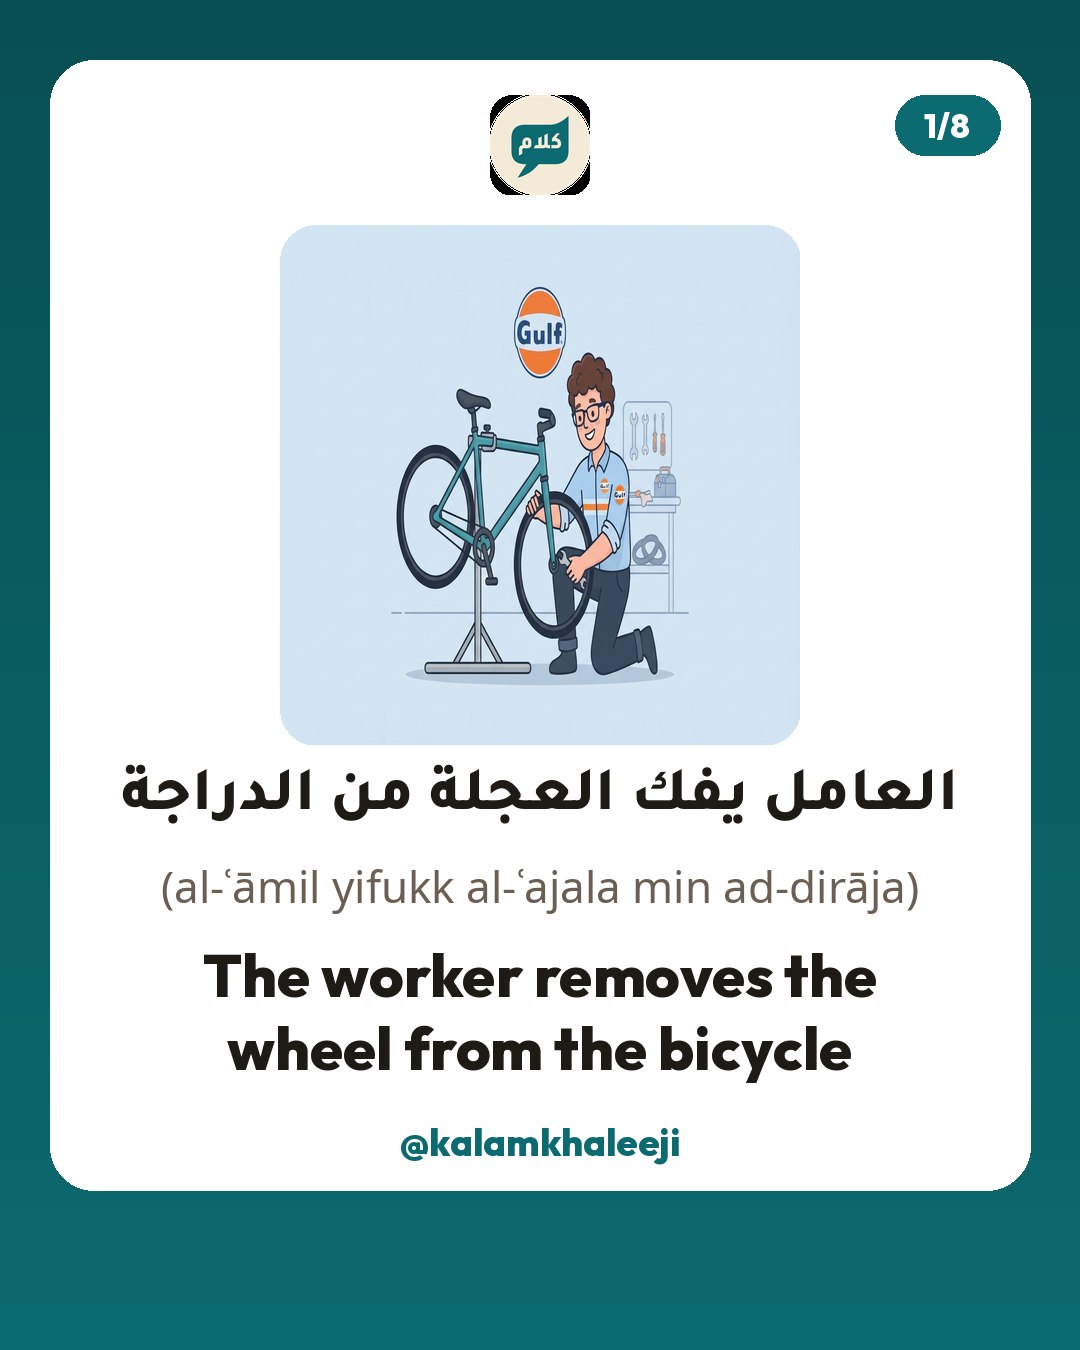 كلام
1/8
Gulf
Gulf
العامل يفك العجلة من الدراجة
(al-ʿāmil yifukk al-ʿajala min ad-dirāja)
The worker removes the
wheel from the bicycle
@kalamkhaleeji